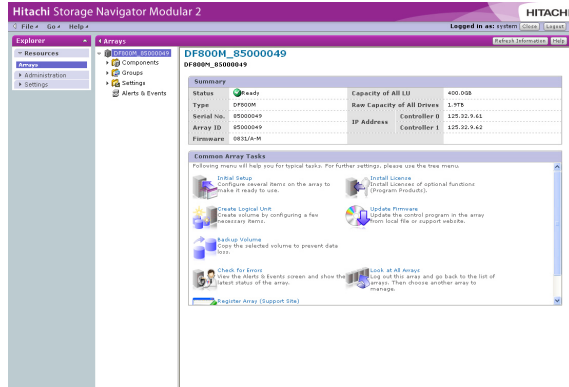 Hitachi Storage Navigator Modular 2
HITACHI
File Go Help
Logged in as: system Close Logout
Explorer
Arrays
Refresh Information Help
Resources
Arrays
Administration
Settings
DF800M_85000049
Components
Groups
Settings
Alerts & Events
DF800M_85000049
DF800M_85000049
Summary
Status Ready Capacity of All LU 400.0GB
Type DF800M Raw Capacity of All Drives 1.9TB
Serial No. 85000049 IP Address Controller 0 125.32.9.61
Array ID 85000049 Controller 1 125.32.9.62
Firmware 0831/A-M
Common Array Tasks
Following menu will help you for typical tasks. For further settings, please use the tree menu.
Initial Setup
Configure several items on the array to
make it ready to use.
Install License
Install Licenses of optional functions
(Program Products).
Create Logical Unit
Create volume by configuring a few
necessary items.
Update Firmware
Update the control program in the array
from local file or support website.
Backup Volume
Copy the selected volume to prevent data
loss.
Check for Errors
View the Alerts & Events screen and show the
latest status of the array.
Look at All Arrays
Log out this array and go back to the list of
arrays. Then choose another array to
manage.
Register Array (Support Site)